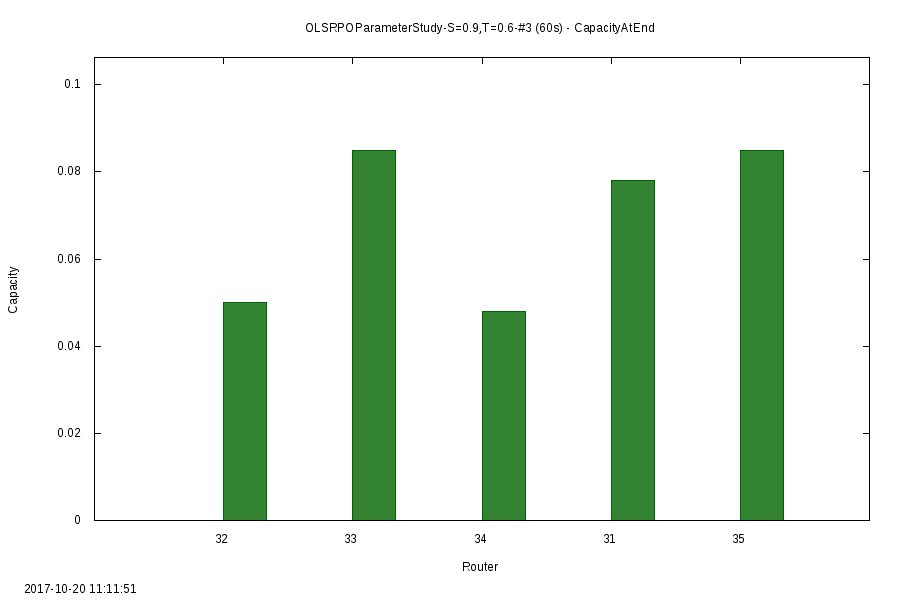 OLSRPOParameterStudy-S=0.9,T=0.6-#3 (60s) - CapacityAtEnd
0.1
0.08
0.06
0.04
0.02
0
Capacity
32 33 34 31 35
Router
2017-10-20 11:11:51